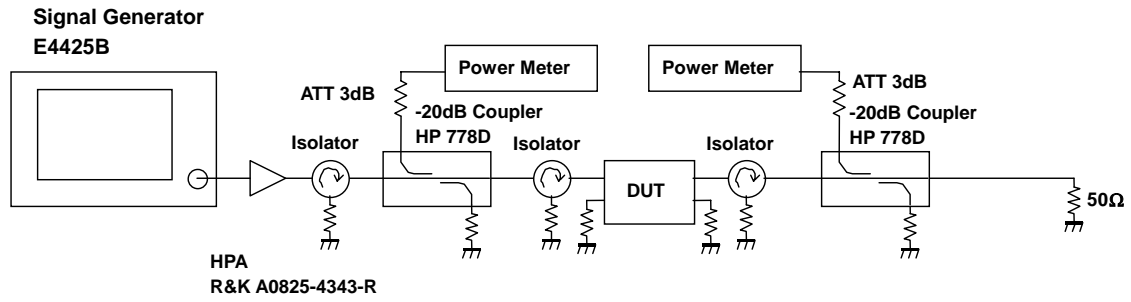 Signal Generator
E4425B
Power Meter
Power Meter
ATT 3dB
ATT 3dB
-20dB Coupler
HP 778D
-20dB Coupler
HP 778D
Isolator
Isolator
Isolator
DUT
50Ω
HPA
R&K A0825-4343-R